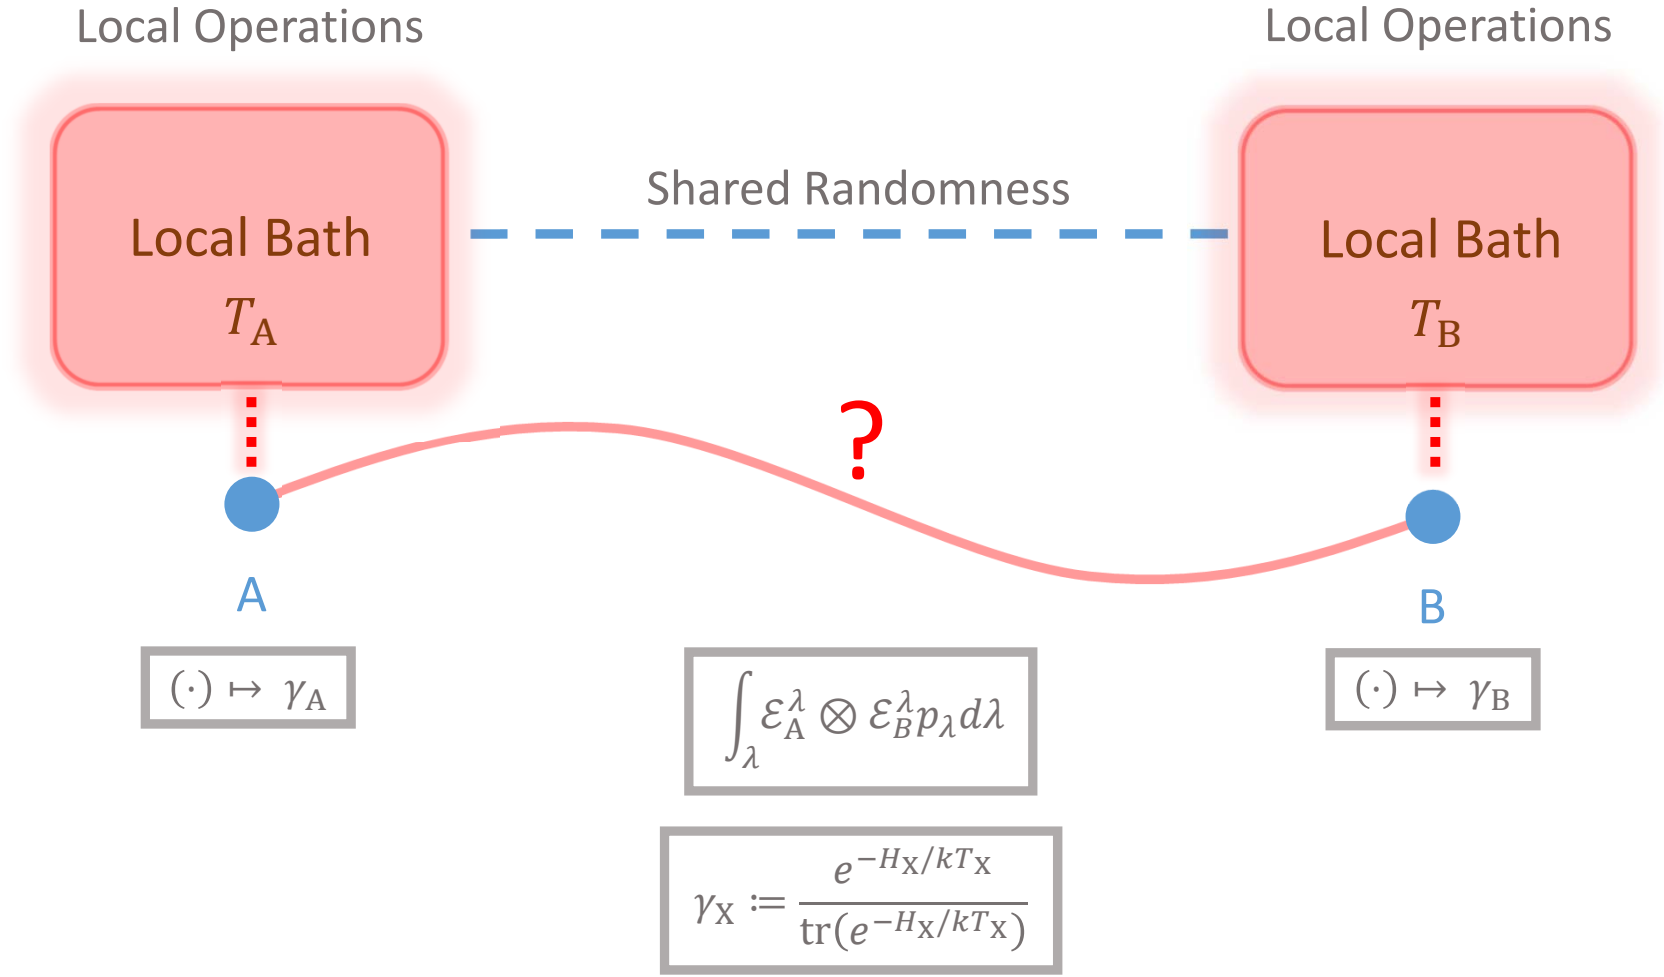 Local Operations
Local Operations
Shared Randomness
Local Bath
T_A
Local Bath
T_B
?
A
B
(·) ↦ γ_A
∫_λ ℰ_A^λ ⊗ ℰ_B^λ p_λ dλ
(·) ↦ γ_B
γ_X ≔ e^{-H_X/kT_X} / tr(e^{-H_X/kT_X})